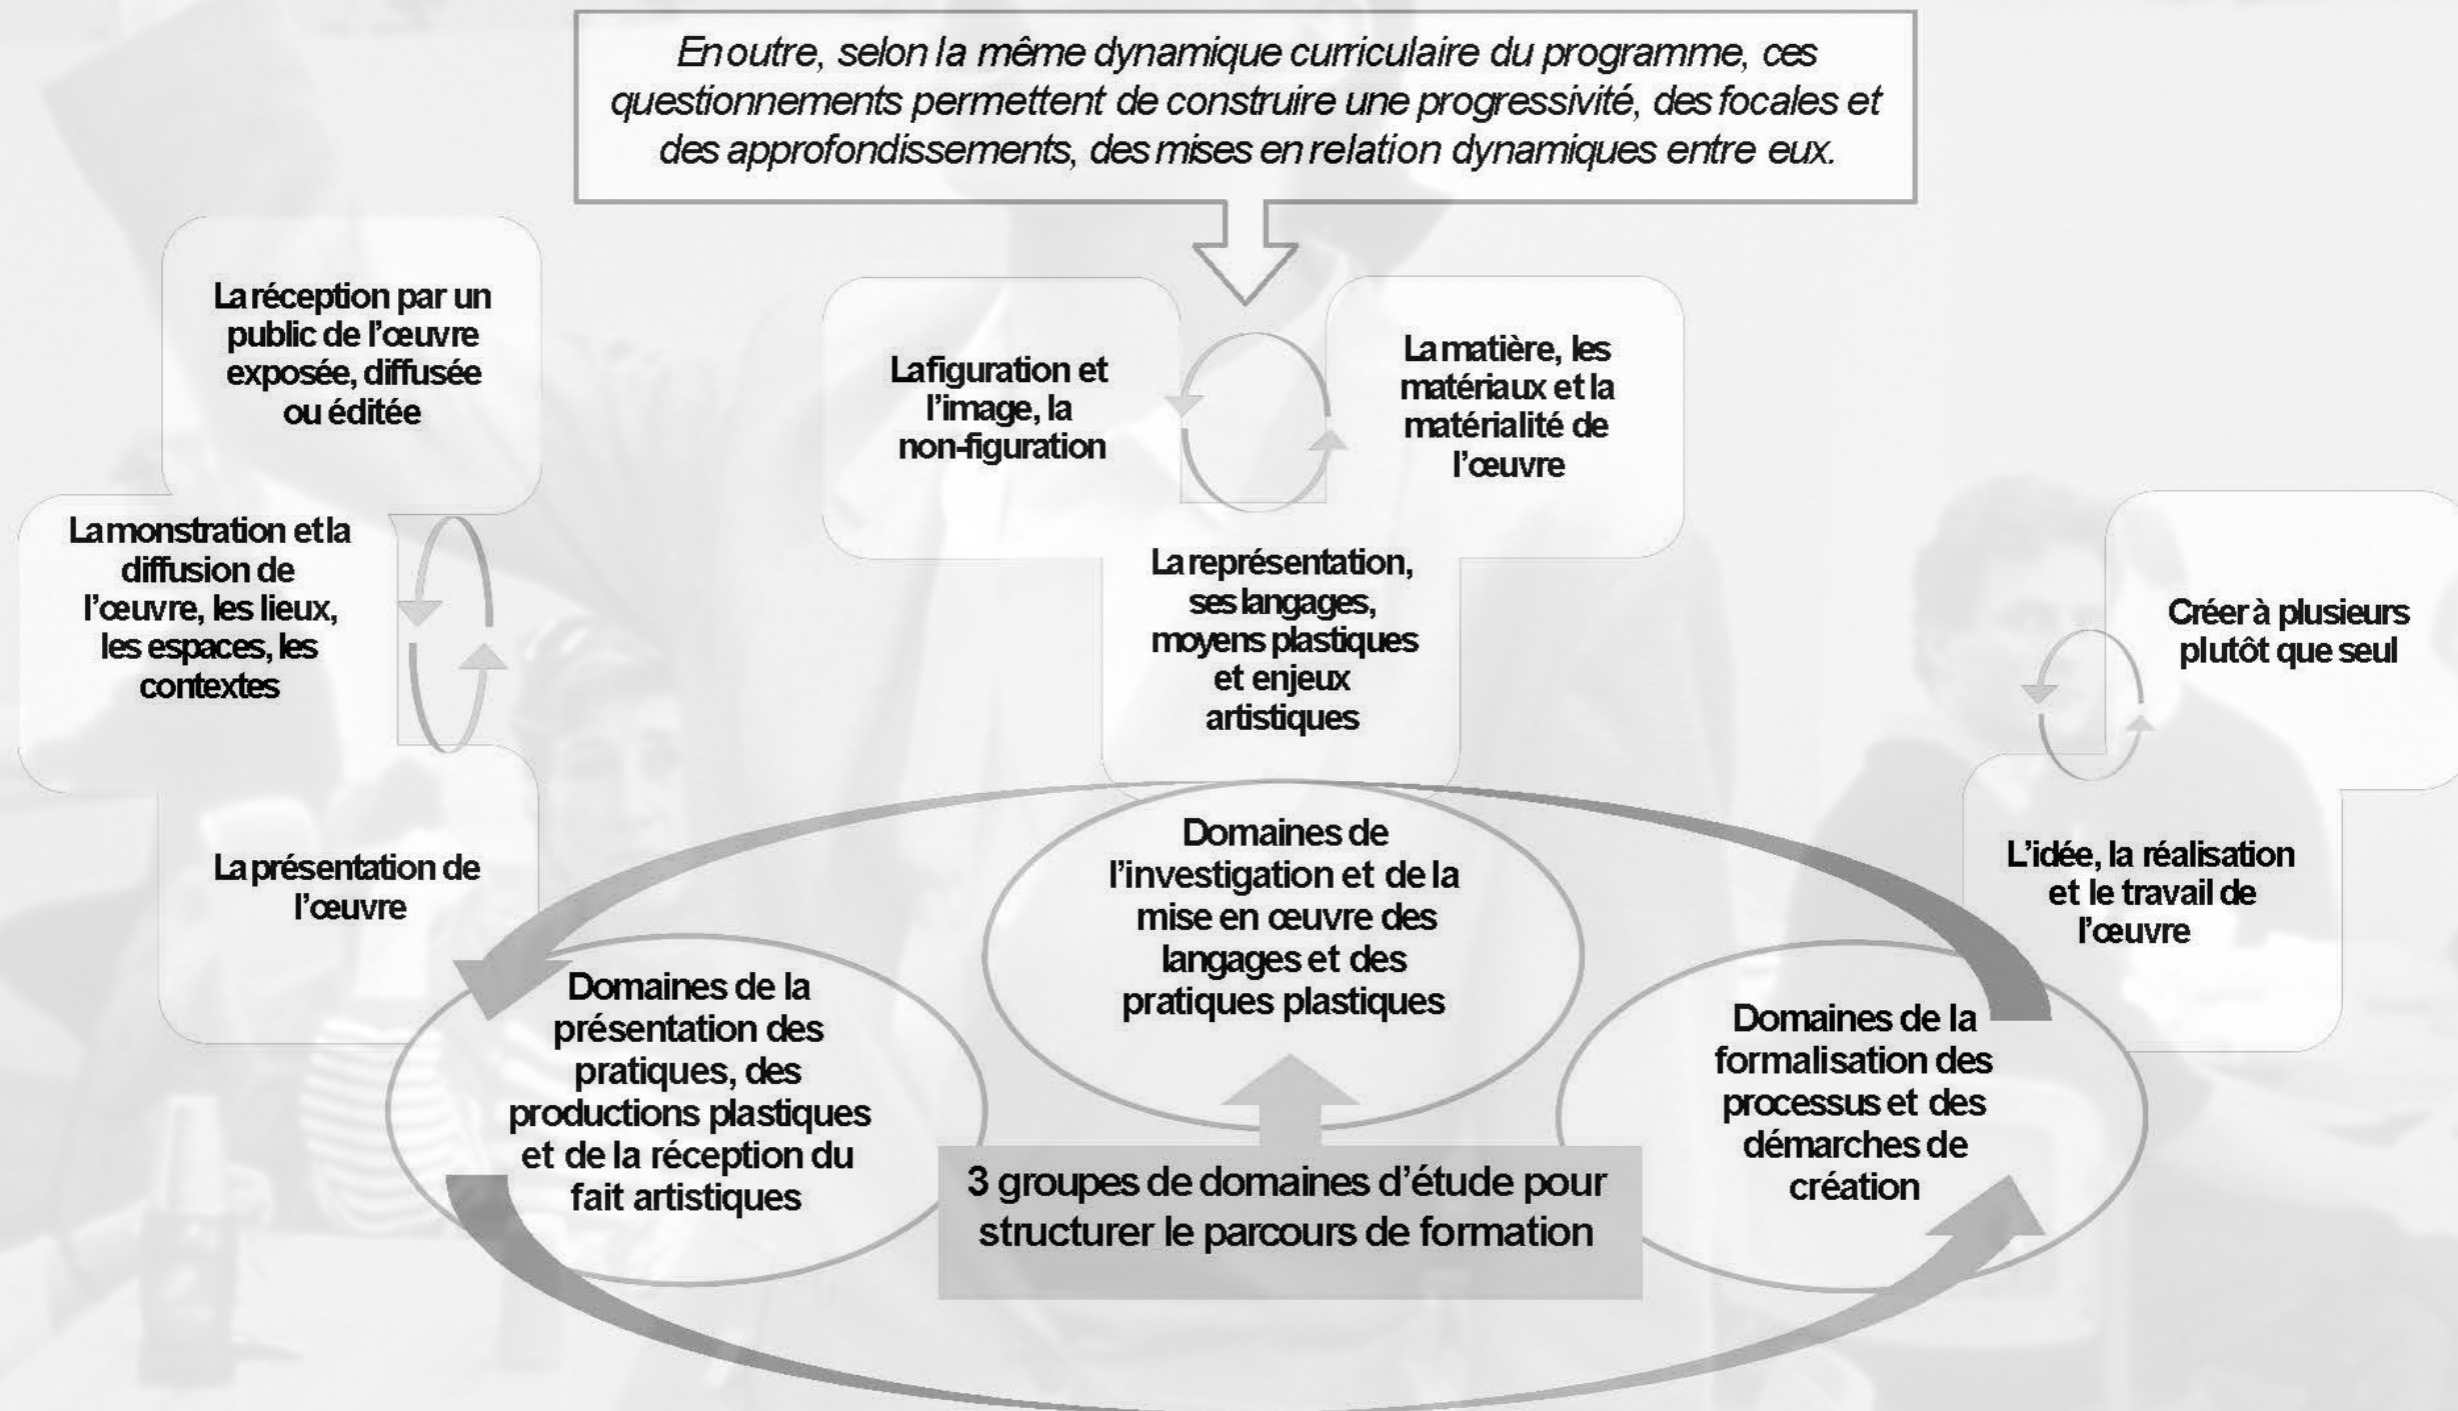 En outre, selon la même dynamique curriculaire du programme, ces
questionnements permettent de construire une progressivité, des focales et
des approfondissements, des mises en relation dynamiques entre eux.
La réception par un
public de l’œuvre
exposée, diffusée
ou éditée
La monstration et la
diffusion de
l’œuvre, les lieux,
les espaces, les
contextes
La présentation de
l’œuvre
La figuration et
l’image, la
non-figuration
La matière, les
matériaux et la
matérialité de
l’œuvre
La représentation,
ses langages,
moyens plastiques
et enjeux
artistiques
Créer à plusieurs
plutôt que seul
L’idée, la réalisation
et le travail de
l’œuvre
Domaines de la
présentation des
pratiques, des
productions plastiques
et de la réception du
fait artistiques
Domaines de
l’investigation et de la
mise en œuvre des
langages et des
pratiques plastiques
Domaines de la
formalisation des
processus et des
démarches de
création
3 groupes de domaines d’étude pour
structurer le parcours de formation